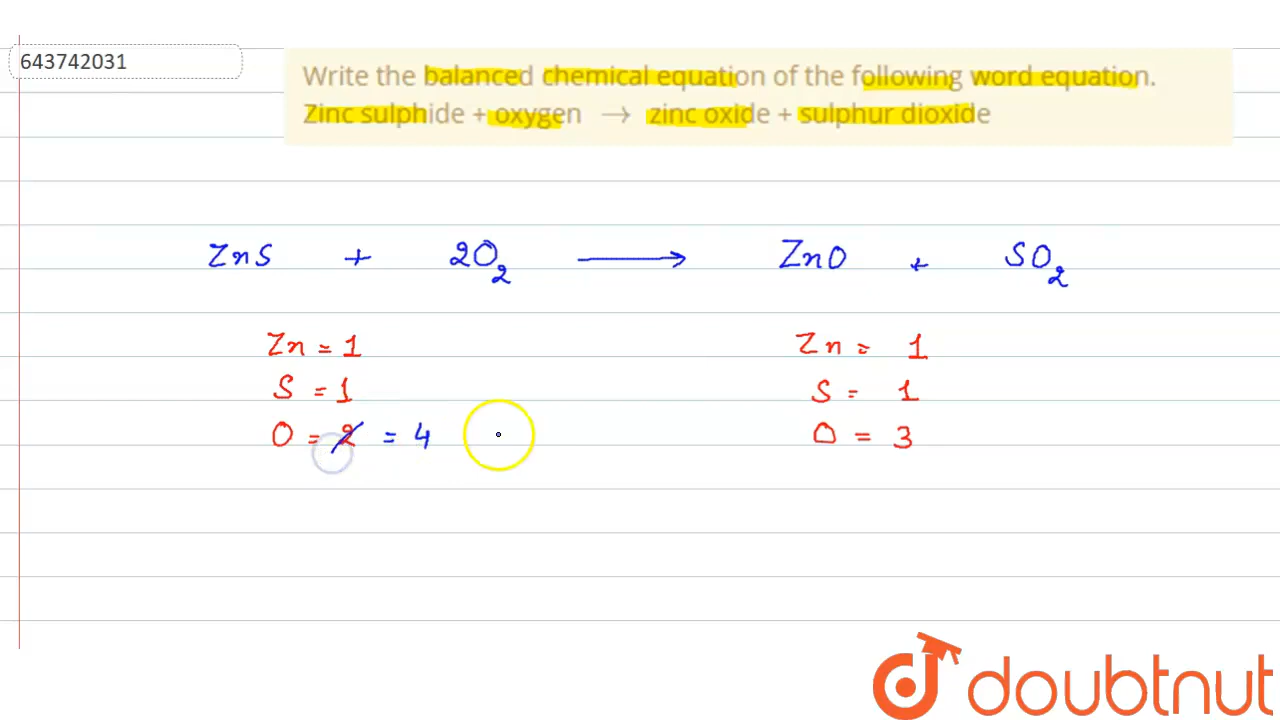 643742031
Write the balanced chemical equation of the following word equation.
Zinc sulphide + oxygen → zinc oxide + sulphur dioxide
ZnS + 2O₂ ⟶ ZnO + SO₂
Zn = 1 Zn = 1
S = 1 S = 1
O = 2 = 4 O = 3
doubtnut